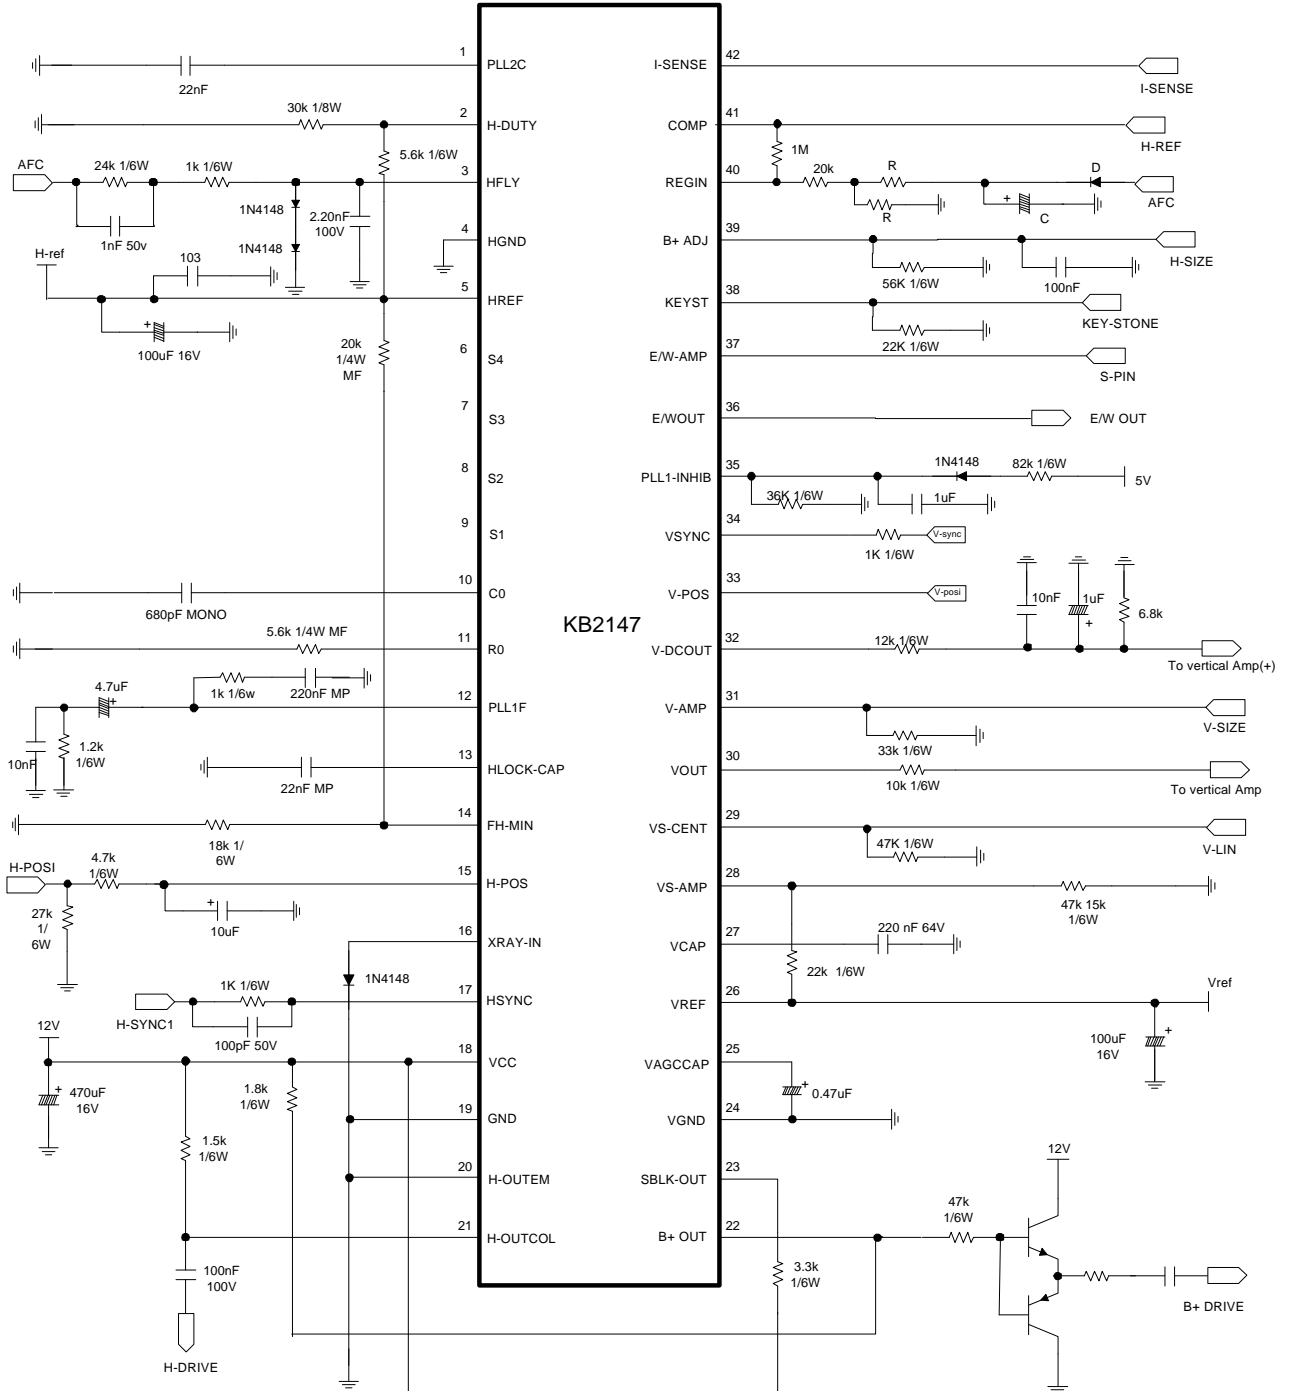 1
PLL2C
22nF
30k 1/8W
2
H-DUTY
5.6k 1/6W
AFC
24k 1/6W
1k 1/6W
3
HFLY
1N4148
2.20nF
100V
1nF 50v
1N4148
4
HGND
H-ref
103
5
HREF
+
100uF 16V
20k
1/4W
MF
6
S4
7
S3
8
S2
9
S1
10
C0
680pF MONO
5.6k 1/4W MF
11
R0
4.7uF
+
1k 1/6w
220nF MP
12
PLL1F
10nF
1.2k
1/6W
13
HLOCK-CAP
22nF MP
14
FH-MIN
18k 1/
6W
H-POSI
4.7k
1/6W
15
H-POS
27k
1/
6W
+
10uF
16
XRAY-IN
1N4148
1K 1/6W
17
HSYNC
H-SYNC1
100pF 50V
12V
18
VCC
+
470uF
16V
1.8k
1/6W
19
GND
1.5k
1/6W
20
H-OUTEM
21
H-OUTCOL
100nF
100V
H-DRIVE
KB2147
42
I-SENSE
I-SENSE
41
COMP
H-REF
1M
40
REGIN
20k
R
R
D
+
C
AFC
39
B+ ADJ
H-SIZE
56K 1/6W
100nF
38
KEYST
KEY-STONE
22K 1/6W
37
E/W-AMP
S-PIN
36
E/WOUT
E/W OUT
35
PLL1-INHIB
1N4148
82k 1/6W
5V
36K 1/6W
1uF
34
VSYNC
V-sync
1K 1/6W
33
V-POS
V-posi
10nF
1uF
+
6.8k
32
V-DCOUT
12k 1/6W
To vertical Amp(+)
31
V-AMP
V-SIZE
33k 1/6W
30
VOUT
10k 1/6W
To vertical Amp
29
VS-CENT
V-LIN
47K 1/6W
28
VS-AMP
47k 15k
1/6W
27
VCAP
220 nF 64V
22k 1/6W
26
VREF
Vref
100uF
16V
+
25
VAGCCAP
+
0.47uF
24
VGND
23
SBLK-OUT
12V
22
B+ OUT
47k
1/6W
3.3k
1/6W
B+ DRIVE